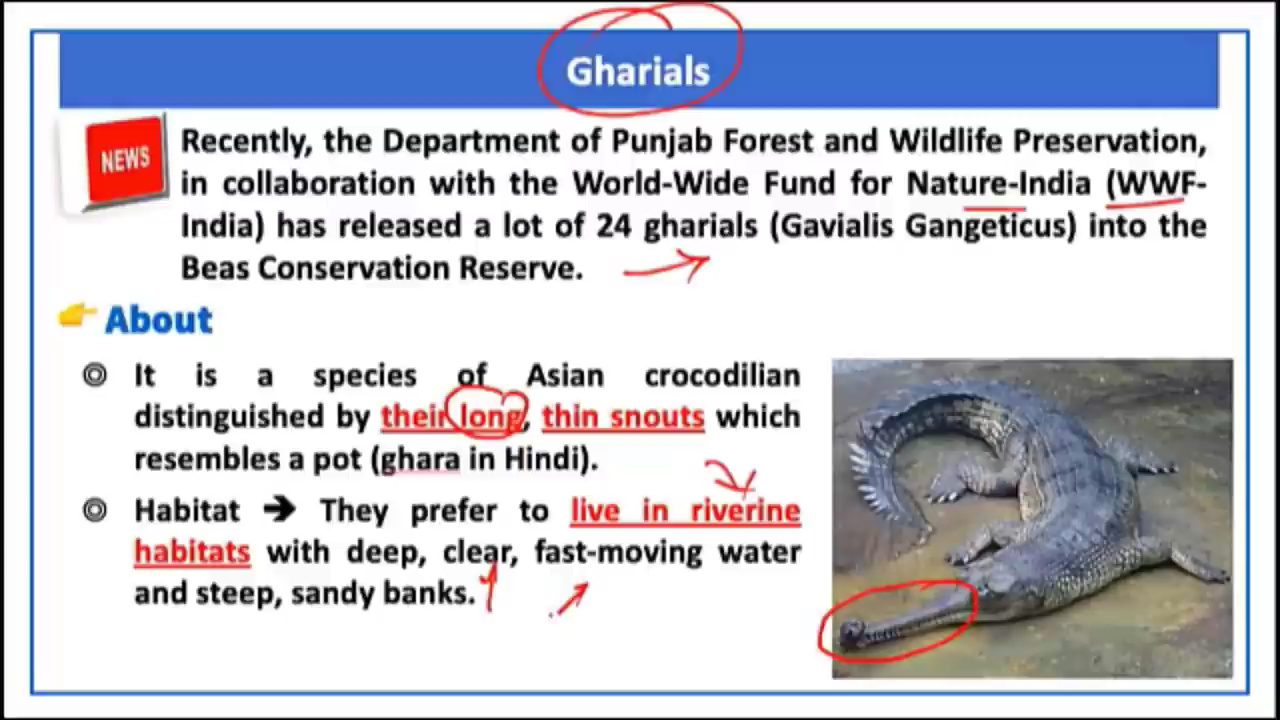 Gharials
NEWS
Recently, the Department of Punjab Forest and Wildlife Preservation,
in collaboration with the World-Wide Fund for Nature-India (WWF-
India) has released a lot of 24 gharials (Gavialis Gangeticus) into the
Beas Conservation Reserve.
About
It is a species of Asian crocodilian
distinguished by their long, thin snouts which
resembles a pot (ghara in Hindi).
Habitat ➔ They prefer to live in riverine
habitats with deep, clear, fast-moving water
and steep, sandy banks.